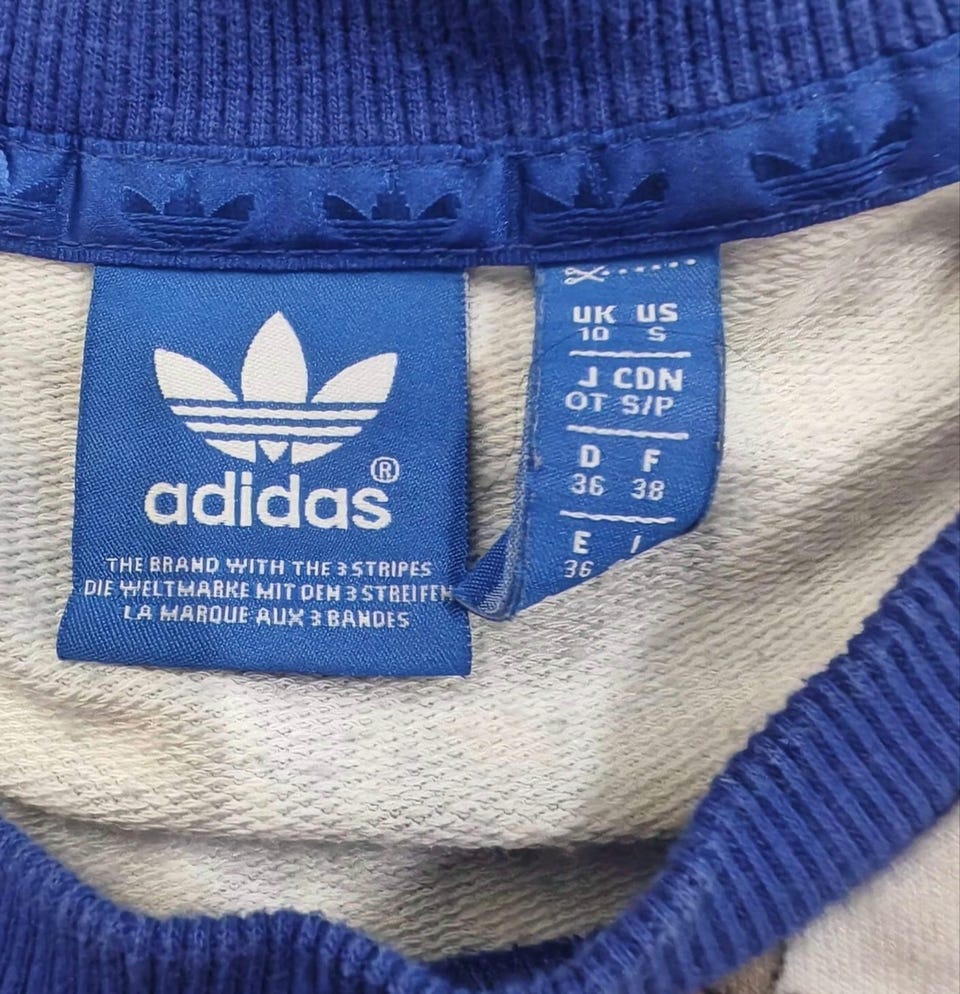 adidas®
THE BRAND WITH THE 3 STRIPES
DIE WELTMARKE MIT DEN 3 STREIFEN
LA MARQUE AUX 3 BANDES
UK US
10 S
J CDN
OT S/P
D F
36 38
E I
36